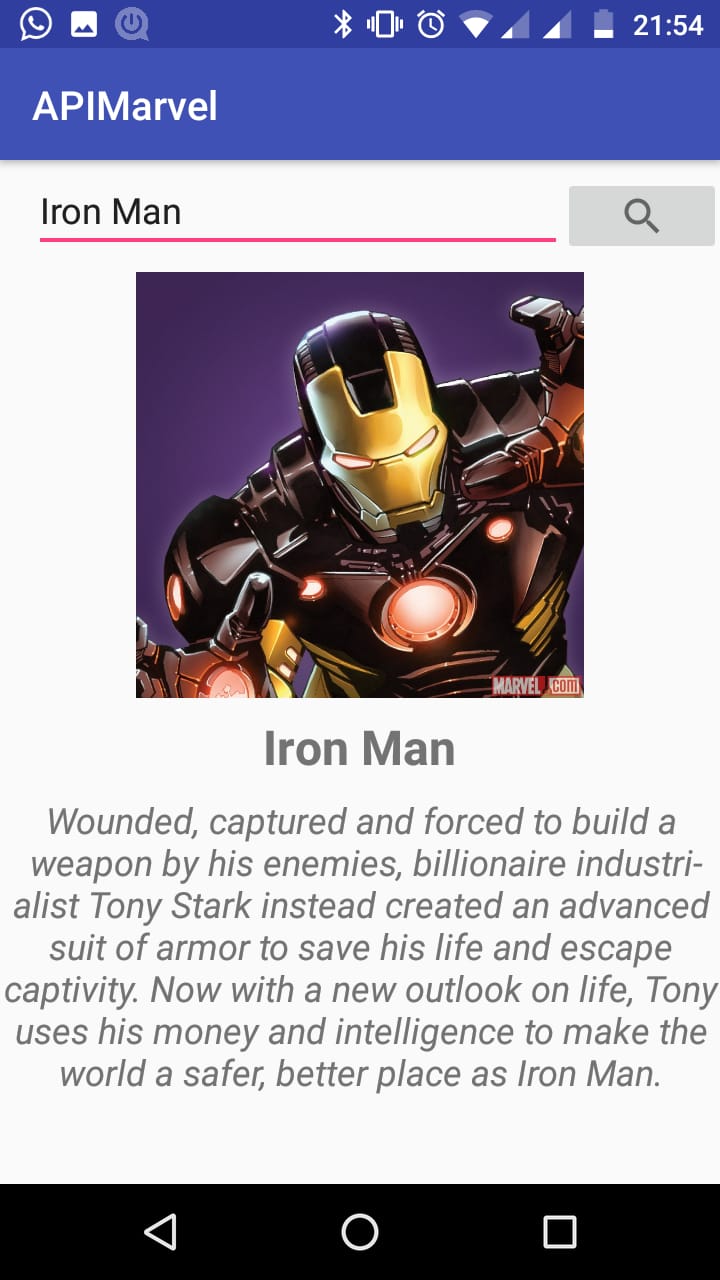 21:54
APIMarvel
Iron Man
MARVEL .COM
Iron Man
Wounded, captured and forced to build a
weapon by his enemies, billionaire industri-
alist Tony Stark instead created an advanced
suit of armor to save his life and escape
captivity. Now with a new outlook on life, Tony
uses his money and intelligence to make the
world a safer, better place as Iron Man.